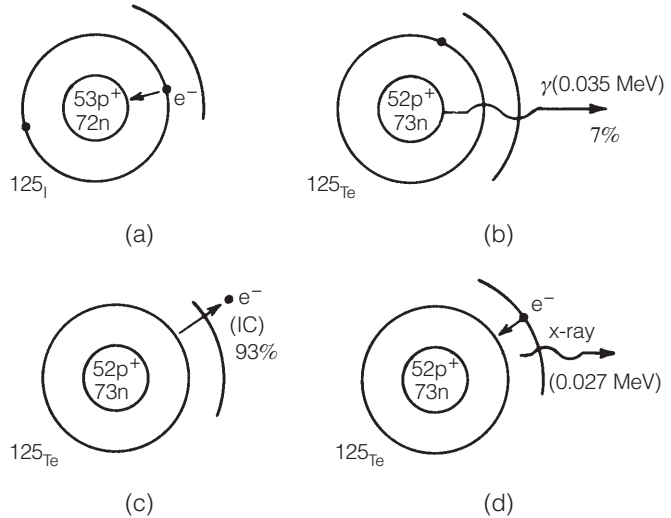 53p⁺
72n
e⁻
¹²⁵I
(a)
52p⁺
73n
γ(0.035 MeV)
7%
¹²⁵Te
(b)
52p⁺
73n
e⁻
(IC)
93%
¹²⁵Te
(c)
52p⁺
73n
e⁻
x-ray
(0.027 MeV)
¹²⁵Te
(d)